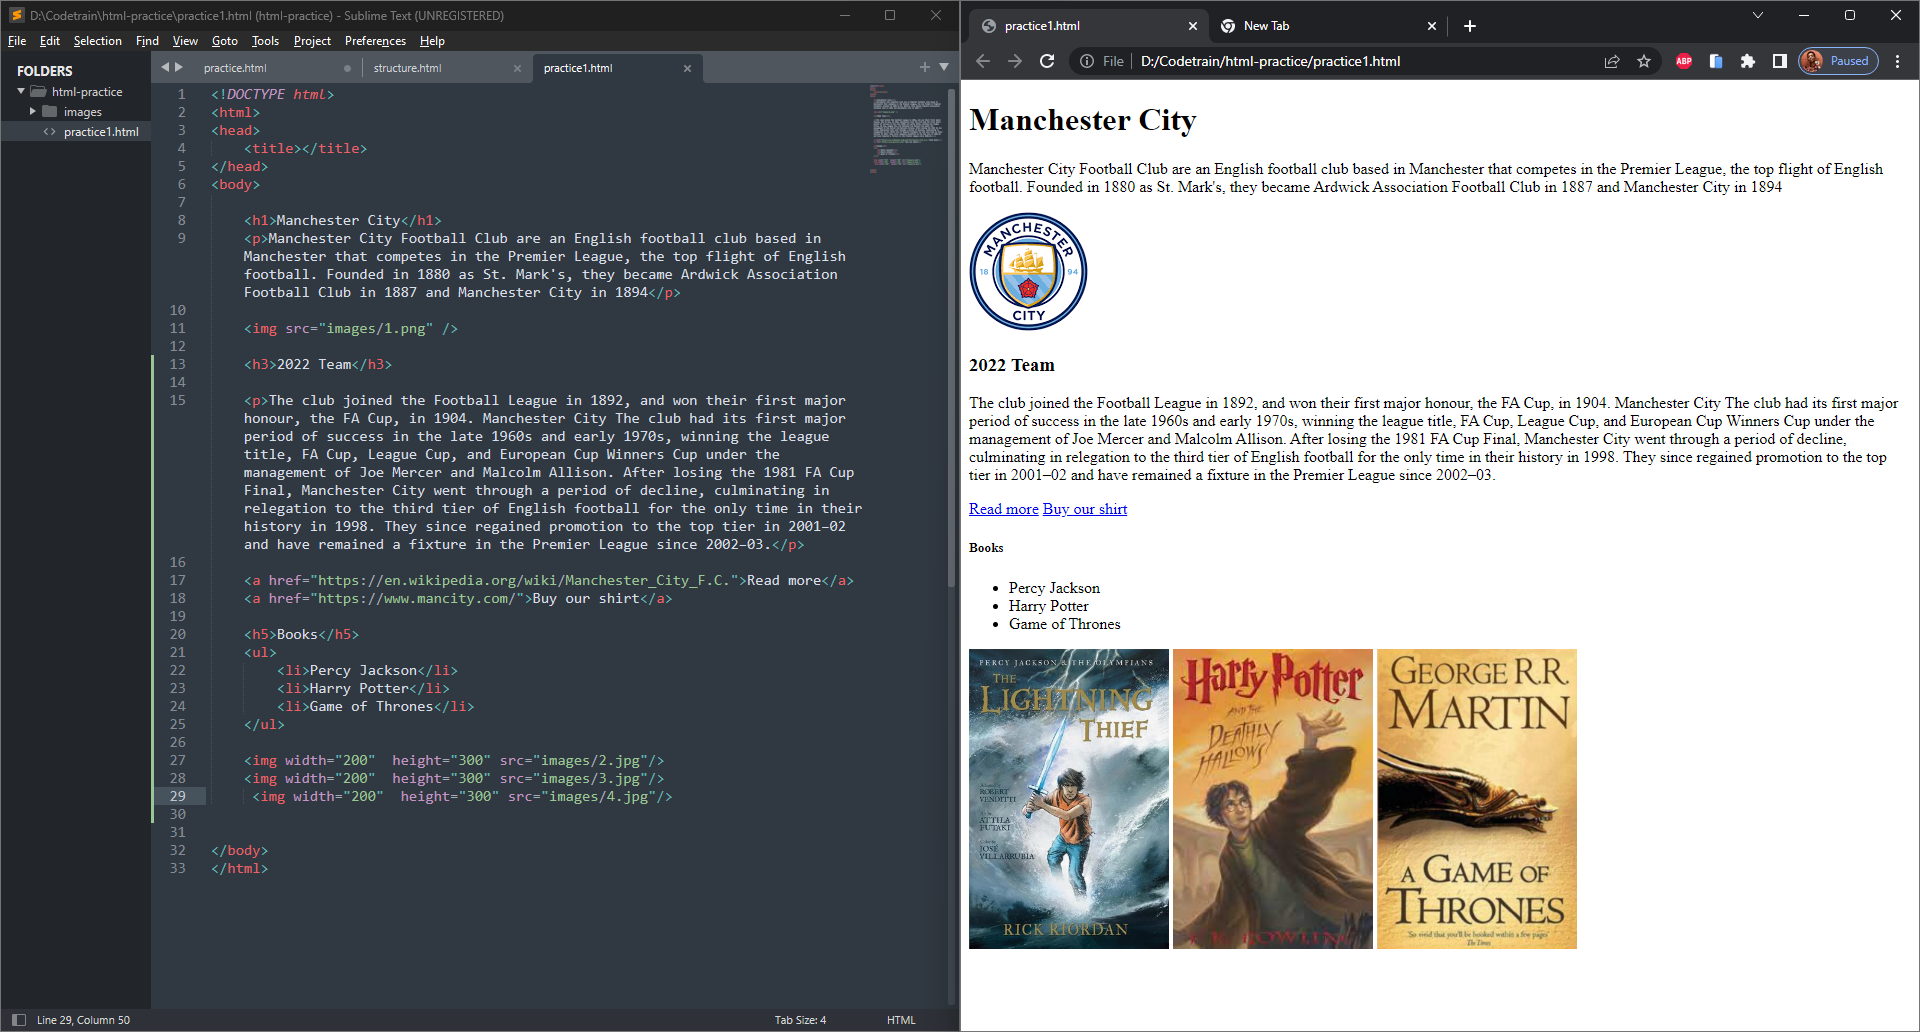 D:\Codetrain\html-practice\practice1.html (html-practice) - Sublime Text (UNREGISTERED)
File Edit Selection Find View Goto Tools Project Preferences Help
FOLDERS
html-practice
images
<> practice1.html
practice.html
structure.html
practice1.html
1 <!DOCTYPE html>
2 <html>
3 <head>
4 <title></title>
5 </head>
6 <body>
7
8 <h1>Manchester City</h1>
9 <p>Manchester City Football Club are an English football club based in
Manchester that competes in the Premier League, the top flight of English
football. Founded in 1880 as St. Mark's, they became Ardwick Association
Football Club in 1887 and Manchester City in 1894</p>
10
11 <img src="images/1.png" />
12
13 <h3>2022 Team</h3>
14
15 <p>The club joined the Football League in 1892, and won their first major
honour, the FA Cup, in 1904. Manchester City The club had its first major
period of success in the late 1960s and early 1970s, winning the league
title, FA Cup, League Cup, and European Cup Winners Cup under the
management of Joe Mercer and Malcolm Allison. After losing the 1981 FA Cup
Final, Manchester City went through a period of decline, culminating in
relegation to the third tier of English football for the only time in their
history in 1998. They since regained promotion to the top tier in 2001–02
and have remained a fixture in the Premier League since 2002–03.</p>
16
17 <a href="https://en.wikipedia.org/wiki/Manchester_City_F.C.">Read more</a>
18 <a href="https://www.mancity.com/">Buy our shirt</a>
19
20 <h5>Books</h5>
21 <ul>
22 <li>Percy Jackson</li>
23 <li>Harry Potter</li>
24 <li>Game of Thrones</li>
25 </ul>
26
27 <img width="200"  height="300" src="images/2.jpg"/>
28 <img width="200"  height="300" src="images/3.jpg"/>
29 <img width="200"  height="300" src="images/4.jpg"/>
30
31
32 </body>
33 </html>
Line 29, Column 50
Tab Size: 4
HTML
practice1.html
New Tab
File D:/Codetrain/html-practice/practice1.html
ABP
Paused
Manchester City
Manchester City Football Club are an English football club based in Manchester that competes in the Premier League, the top flight of English
football. Founded in 1880 as St. Mark's, they became Ardwick Association Football Club in 1887 and Manchester City in 1894
MANCHESTER
18 94
CITY
2022 Team
The club joined the Football League in 1892, and won their first major honour, the FA Cup, in 1904. Manchester City The club had its first major
period of success in the late 1960s and early 1970s, winning the league title, FA Cup, League Cup, and European Cup Winners Cup under the
management of Joe Mercer and Malcolm Allison. After losing the 1981 FA Cup Final, Manchester City went through a period of decline,
culminating in relegation to the third tier of English football for the only time in their history in 1998. They since regained promotion to the top
tier in 2001–02 and have remained a fixture in the Premier League since 2002–03.
Read more Buy our shirt
Books
Percy Jackson
Harry Potter
Game of Thrones
PERCY JACKSON & THE OLYMPIANS
THE
LIGHTNING
THIEF
ROBERT
VENDITTI
ATTILA
FUTAKI
JOSÉ
VILLARRUBIA
RICK RIORDAN
Harry Potter
AND THE
DEATHLY
HALLOWS
J.K. ROWLING
GEORGE R.R.
MARTIN
A GAME OF
THRONES
'So vivid that you'll be hooked within a few pages'
The Times